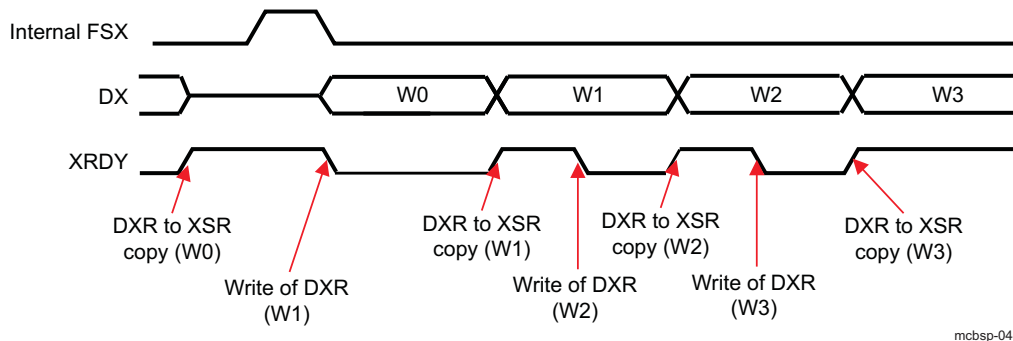 Internal FSX
DX
W0
W1
W2
W3
XRDY
DXR to XSR
copy (W0)
Write of DXR
(W1)
DXR to XSR
copy (W1)
Write of DXR
(W2)
DXR to XSR
copy (W2)
Write of DXR
(W3)
DXR to XSR
copy (W3)
mcbsp-04